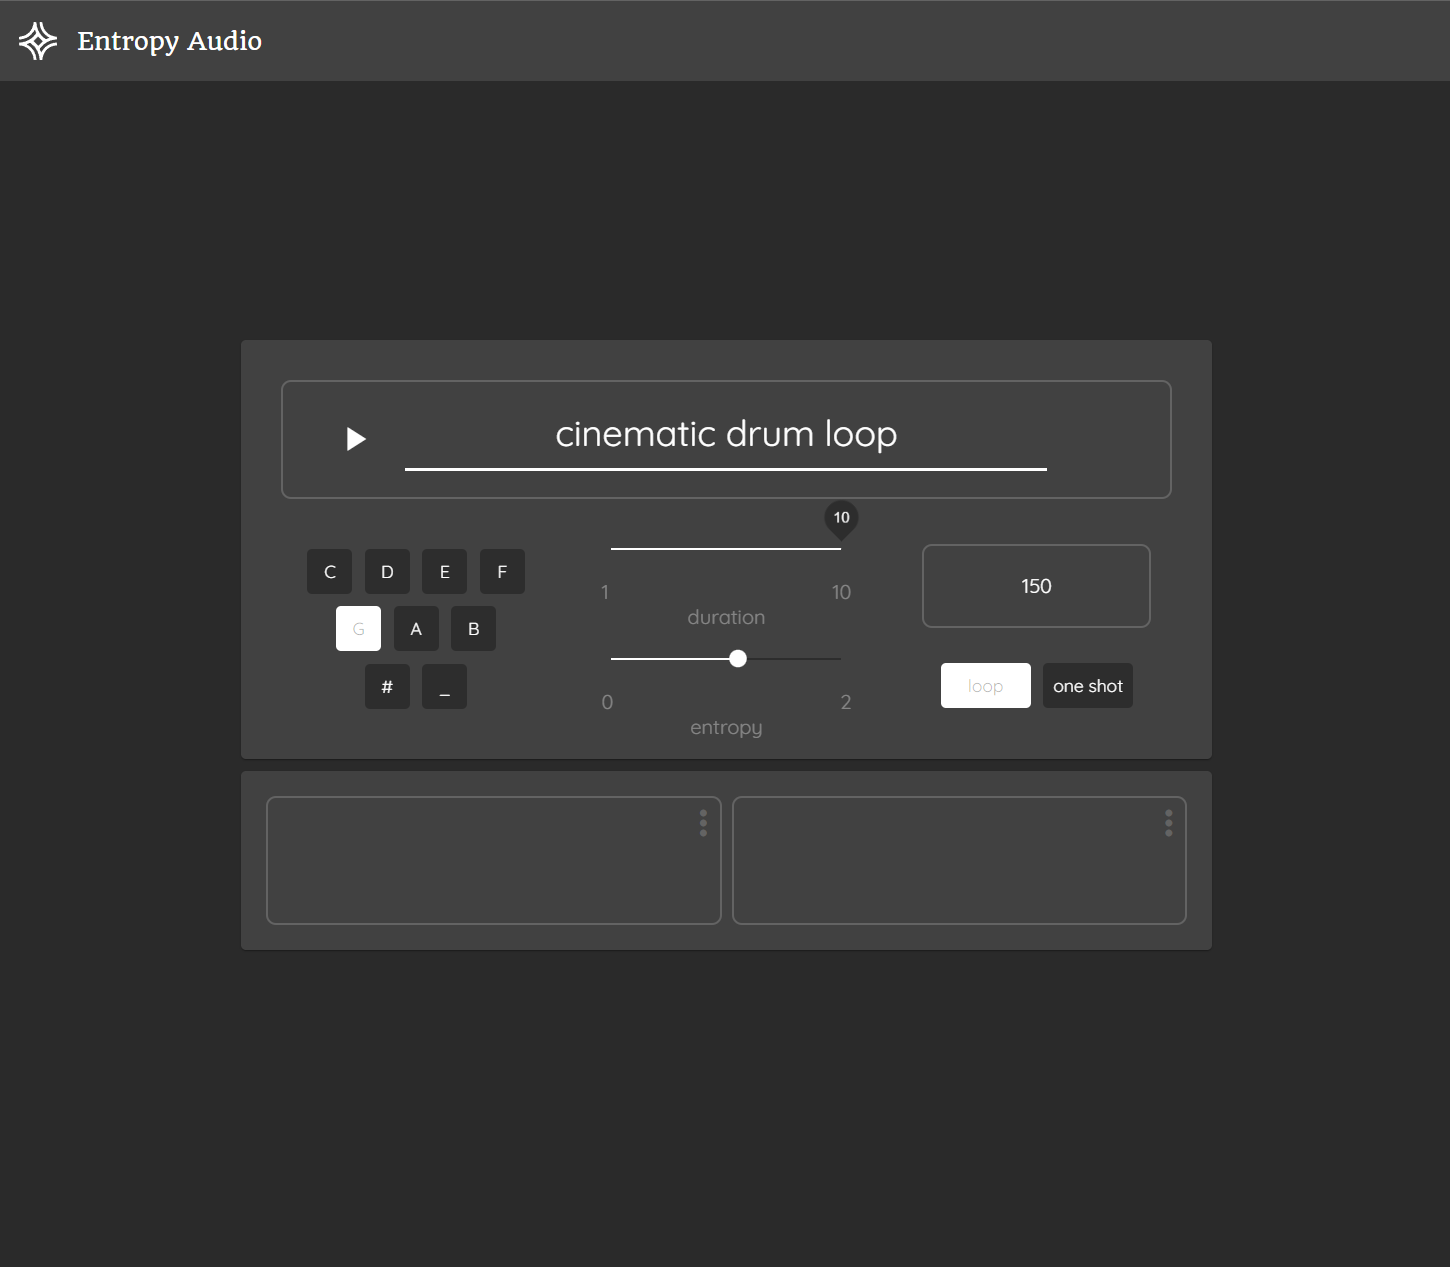 Entropy Audio
cinematic drum loop
10
C D E F
G A B
# _
1 10
duration
0 2
entropy
150
loop one shot